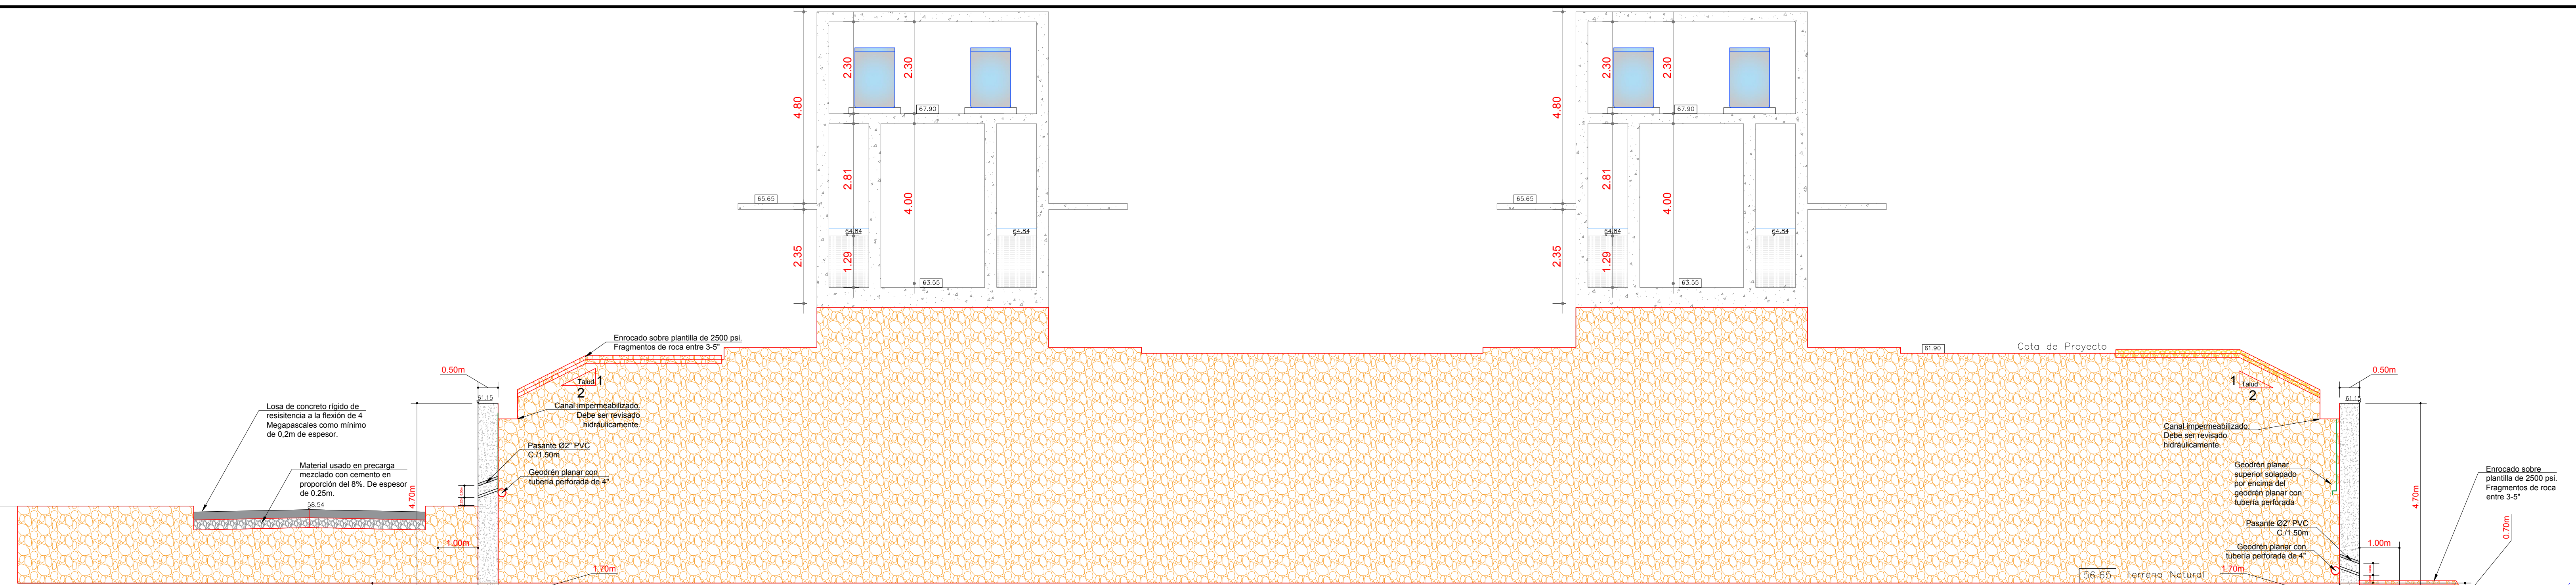 4.80
2.30
2.30
67.90
2.81
4.00
65.65
64.84
64.84
2.35
1.29
63.55
4.80
2.30
2.30
67.90
2.81
4.00
65.65
64.84
64.84
2.35
1.29
63.55
Enrocado sobre plantilla de 2500 psi.
Fragmentos de roca entre 3-5"
61.90
Cota de Proyecto
0.50m
Talud
1
2
61.15
Canal impermeabilizado.
Debe ser revisado
hidráulicamente.
Losa de concreto rígido de
resisitencia a la flexión de 4
Megapascales como mínimo
de 0,2m de espesor.
Pasante Ø2" PVC
C./1.50m
Material usado en precarga
mezclado con cemento en
proporción del 8%. De espesor
de 0.25m.
Geodrén planar con
tubería perforada de 4"
4.70m
58.54
1.00m
1.70m
1
Talud
2
0.50m
61.15
Canal impermeabilizado.
Debe ser revisado
hidráulicamente.
Geodrén planar
superior solapado
por encima del
geodrén planar con
tubería perforada
4.70m
Enrocado sobre
plantilla de 2500 psi.
Fragmentos de roca
entre 3-5"
0.70m
Pasante Ø2" PVC
C./1.50m
Geodrén planar con
tubería perforada de 4"
1.00m
1.70m
56.65
Terreno Natural